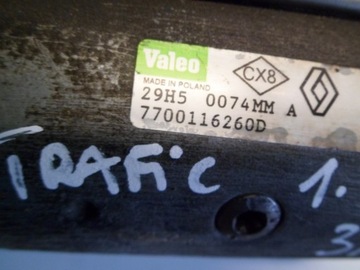 Valeo
CX8
MADE IN POLAND
29H5 0074MM A
7700116260D
TRAFiC 1.
3